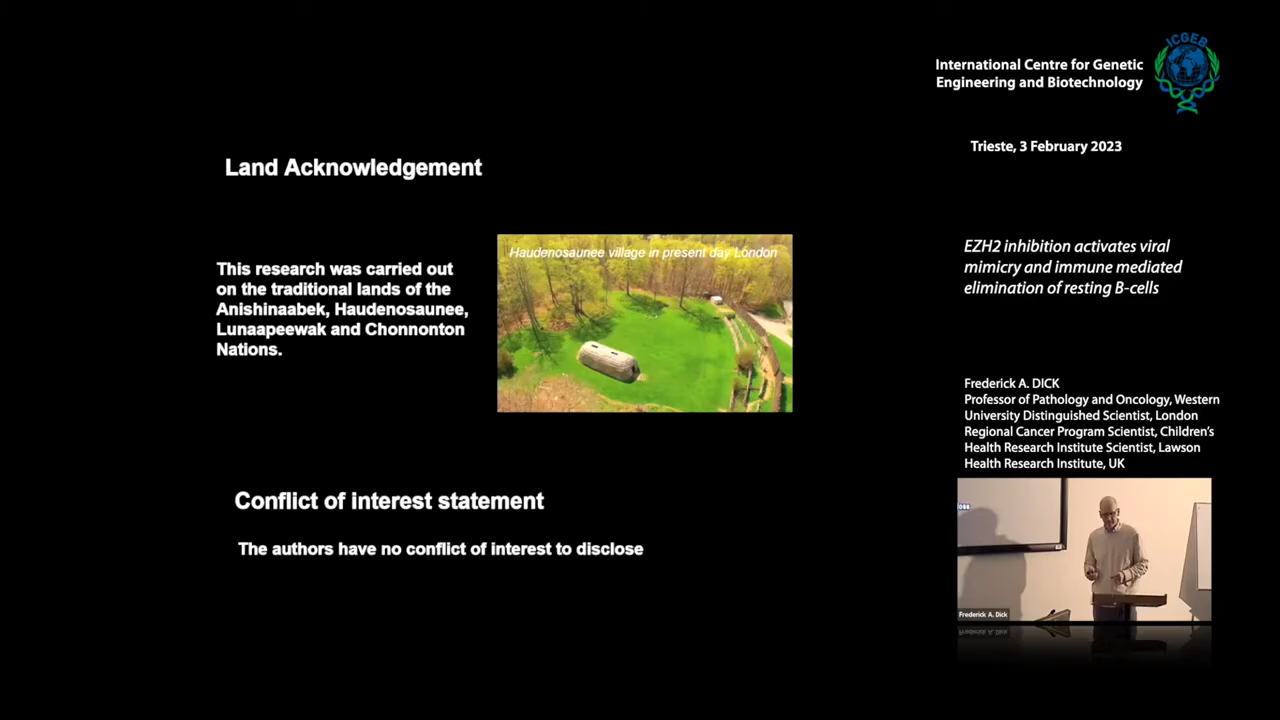 ICGEB
International Centre for Genetic
Engineering and Biotechnology
Trieste, 3 February 2023
Land Acknowledgement
Haudenosaunee village in present day London
This research was carried out
on the traditional lands of the
Anishinaabek, Haudenosaunee,
Lunaapeewak and Chonnonton
Nations.
Conflict of interest statement
The authors have no conflict of interest to disclose
EZH2 inhibition activates viral
mimicry and immune mediated
elimination of resting B-cells
Frederick A. DICK
Professor of Pathology and Oncology, Western
University Distinguished Scientist, London
Regional Cancer Program Scientist, Children's
Health Research Institute Scientist, Lawson
Health Research Institute, UK
Frederick A. Dick